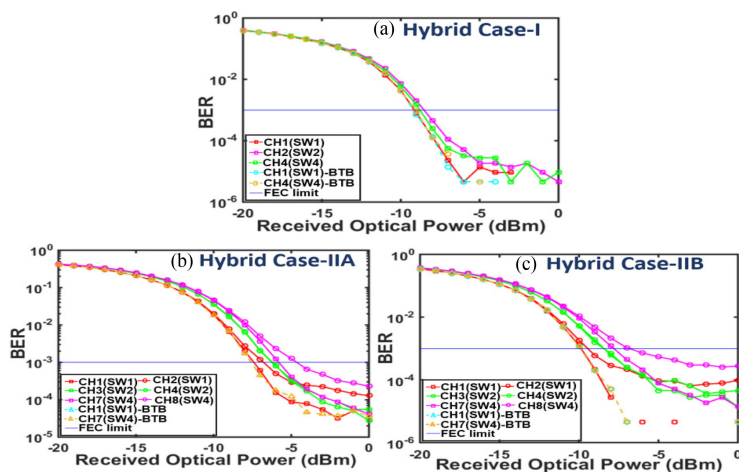 (a) Hybrid Case-I
10^0
10^-2
10^-4
10^-6
BER
CH1(SW1)
CH2(SW2)
CH4(SW4)
CH1(SW1)-BTB
CH4(SW4)-BTB
FEC limit
-20 -15 -10 -5 0
Received Optical Power (dBm)
(b) Hybrid Case-IIA
10^0
10^-1
10^-2
10^-3
10^-4
10^-5
BER
CH1(SW1) CH2(SW1)
CH3(SW2) CH4(SW2)
CH7(SW4) CH8(SW4)
CH1(SW1)-BTB
CH7(SW4)-BTB
FEC limit
-20 -15 -10 -5 0
Received Optical Power (dBm)
(c) Hybrid Case-IIB
10^0
10^-2
10^-4
10^-6
BER
CH1(SW1) CH2(SW1)
CH3(SW2) CH4(SW2)
CH7(SW4) CH8(SW4)
CH1(SW1)-BTB
CH7(SW4)-BTB
FEC limit
-20 -15 -10 -5 0
Received Optical Power (dBm)